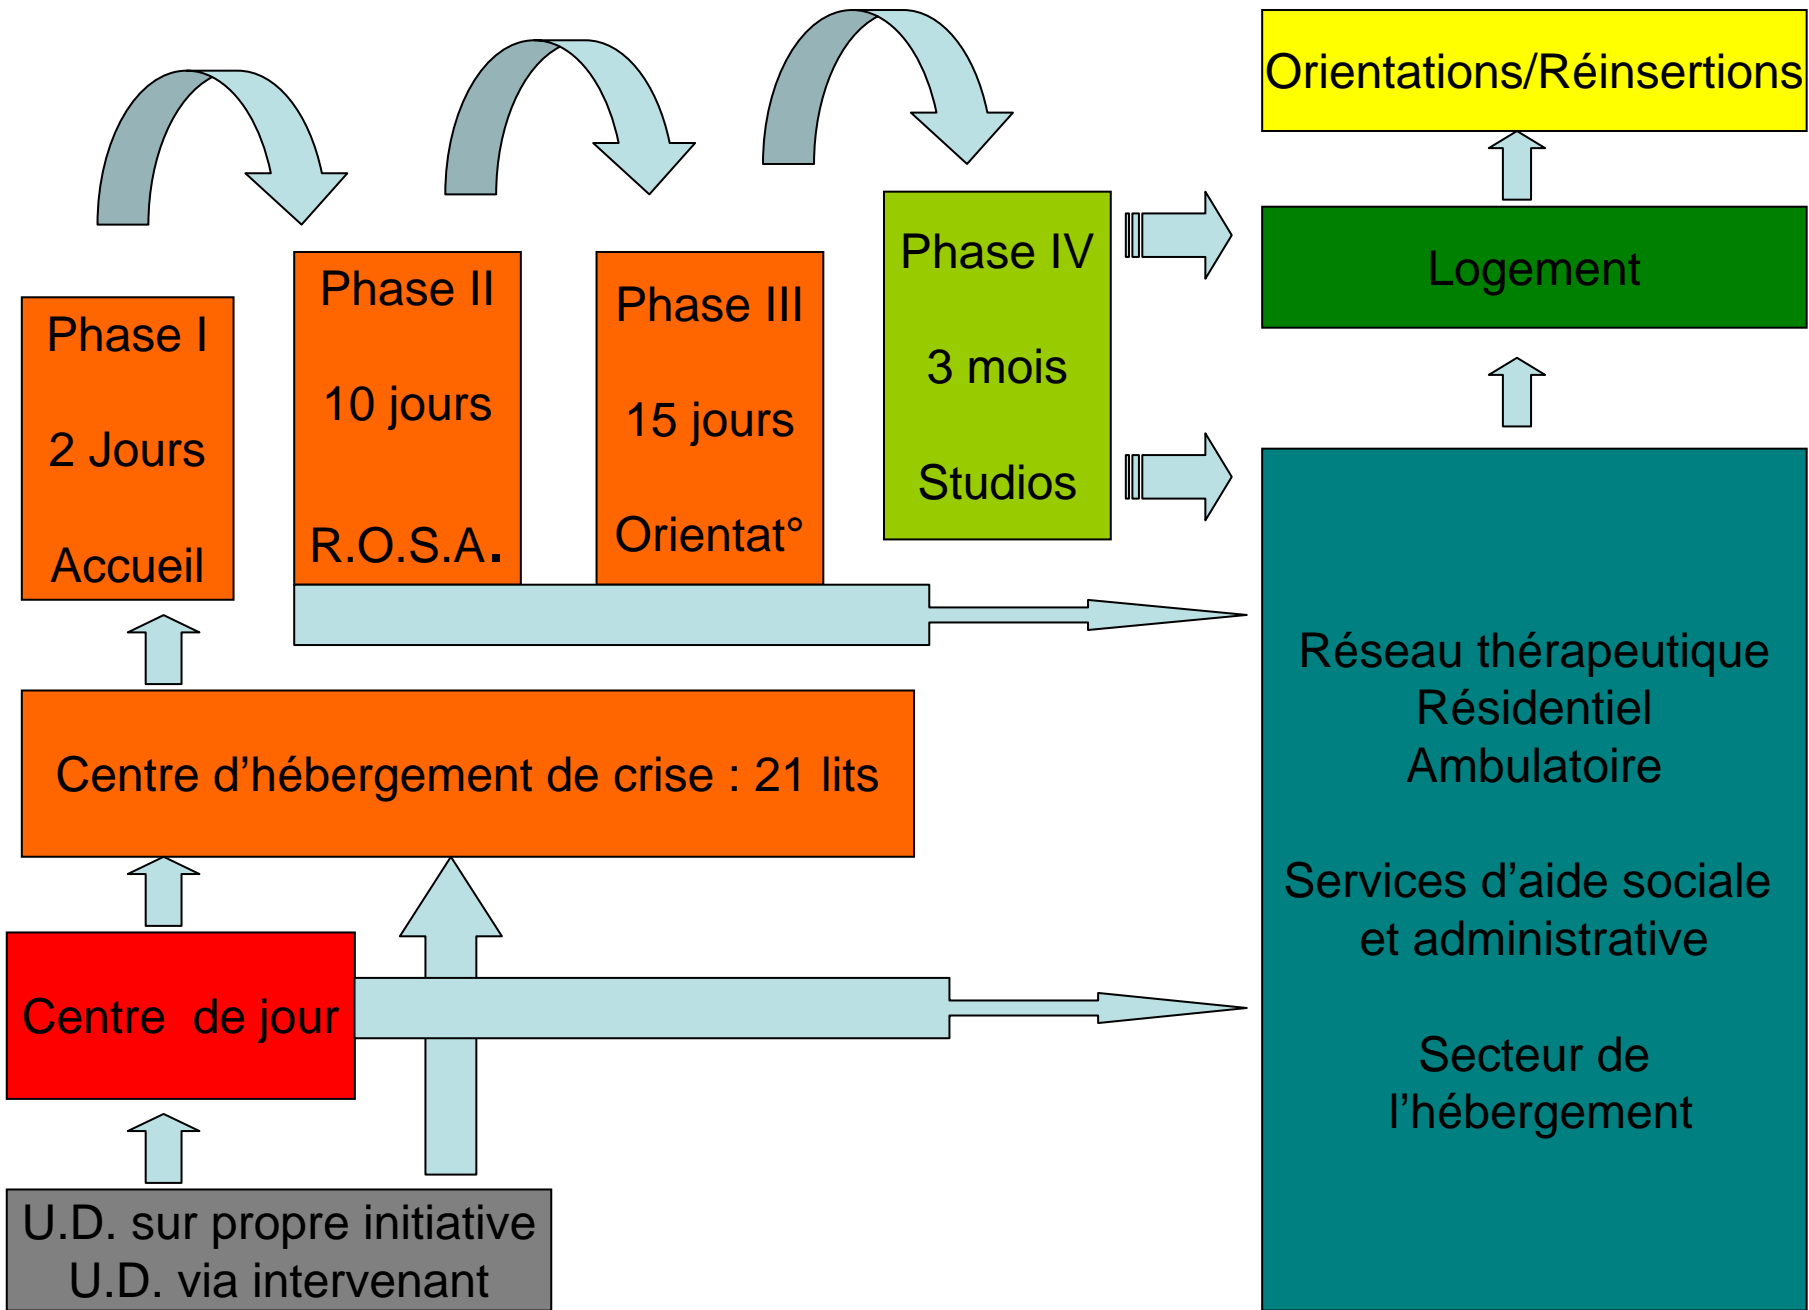 Orientations/Réinsertions
Phase I
2 Jours
Accueil
Phase II
10 jours
R.O.S.A.
Phase III
15 jours
Orientat°
Phase IV
3 mois
Studios
Logement
Centre d’hébergement de crise : 21 lits
Centre  de jour
U.D. sur propre initiative
U.D. via intervenant
Réseau thérapeutique
Résidentiel
Ambulatoire
Services d’aide sociale
et administrative
Secteur de
l’hébergement